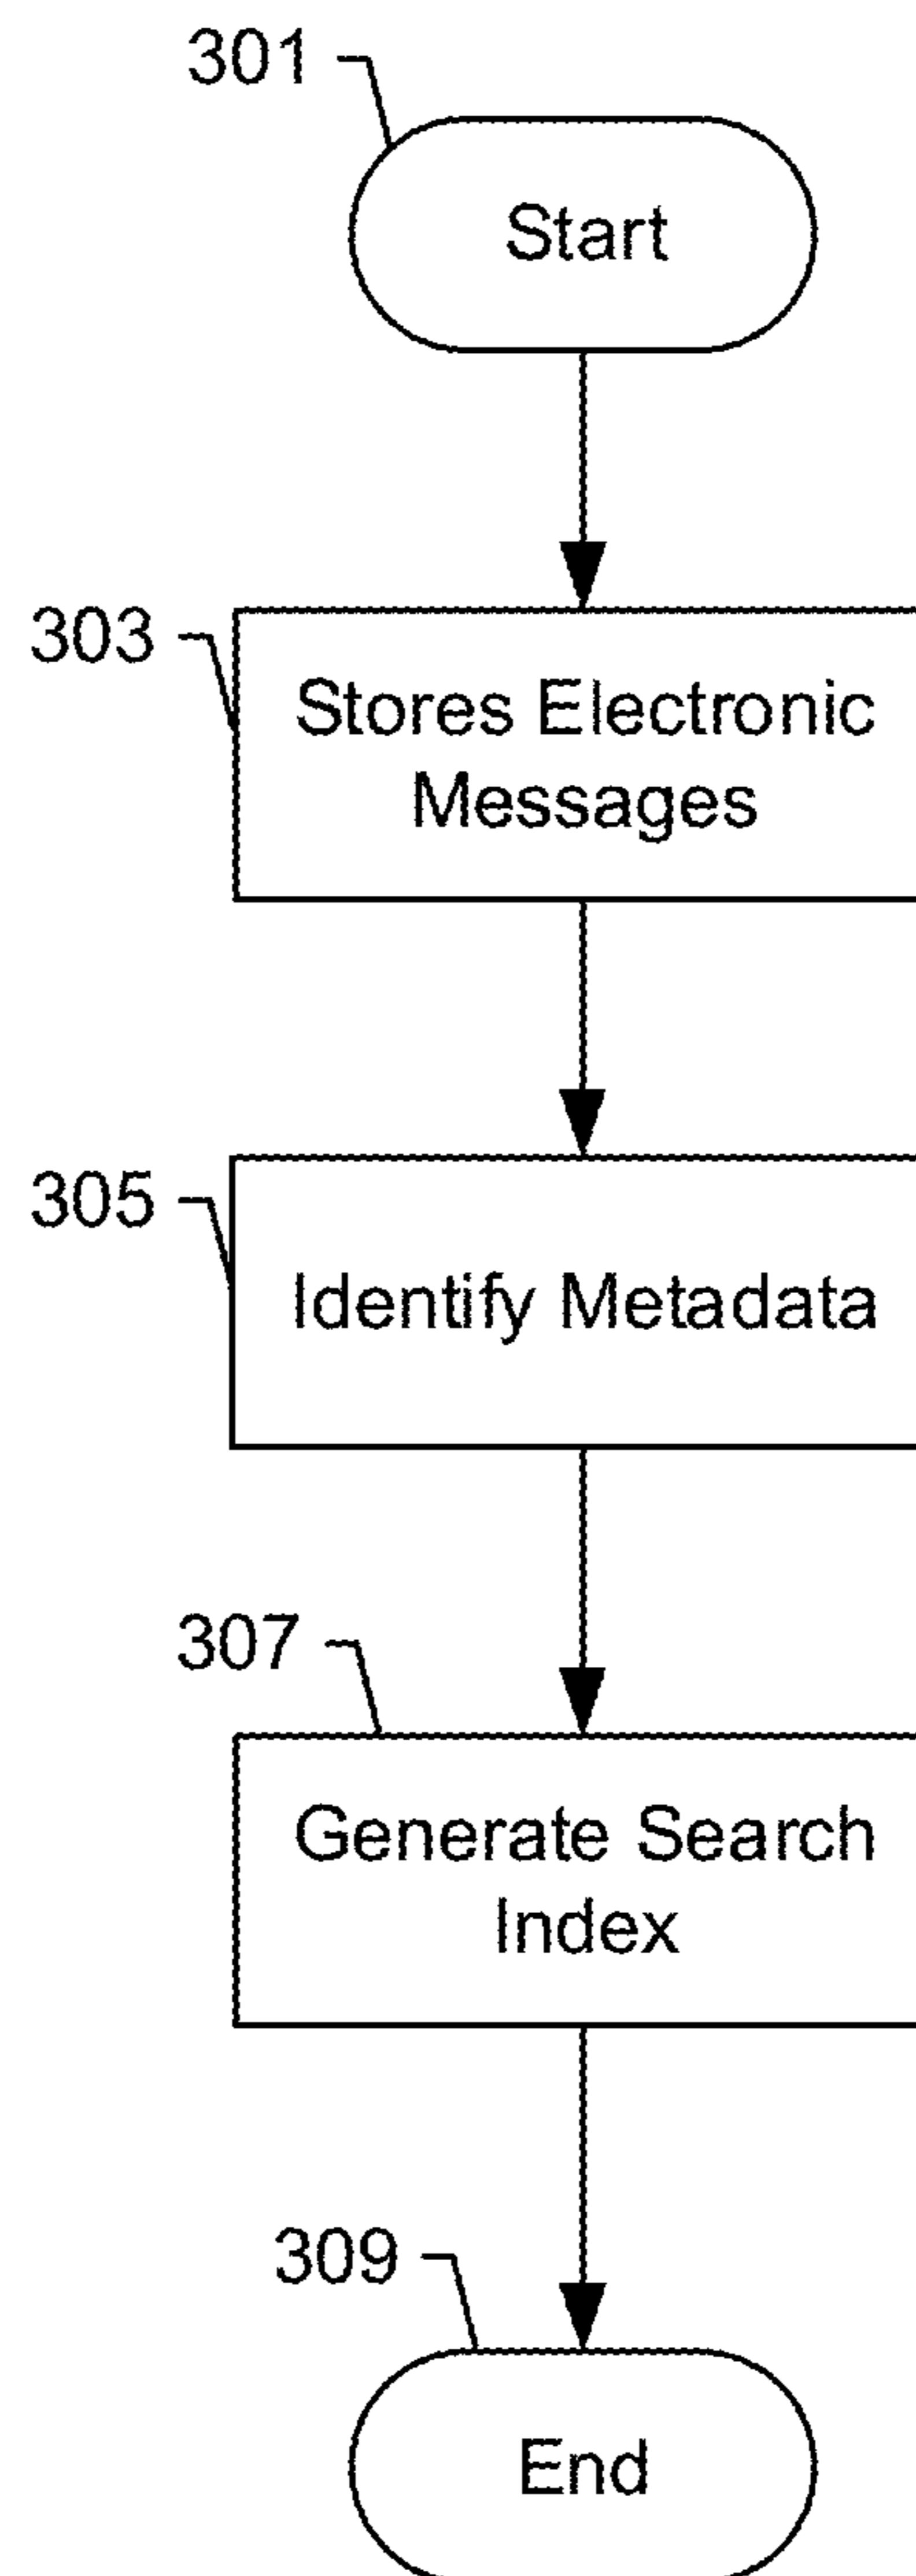 301
Start
303
Stores Electronic
Messages
305
Identify Metadata
307
Generate Search
Index
309
End